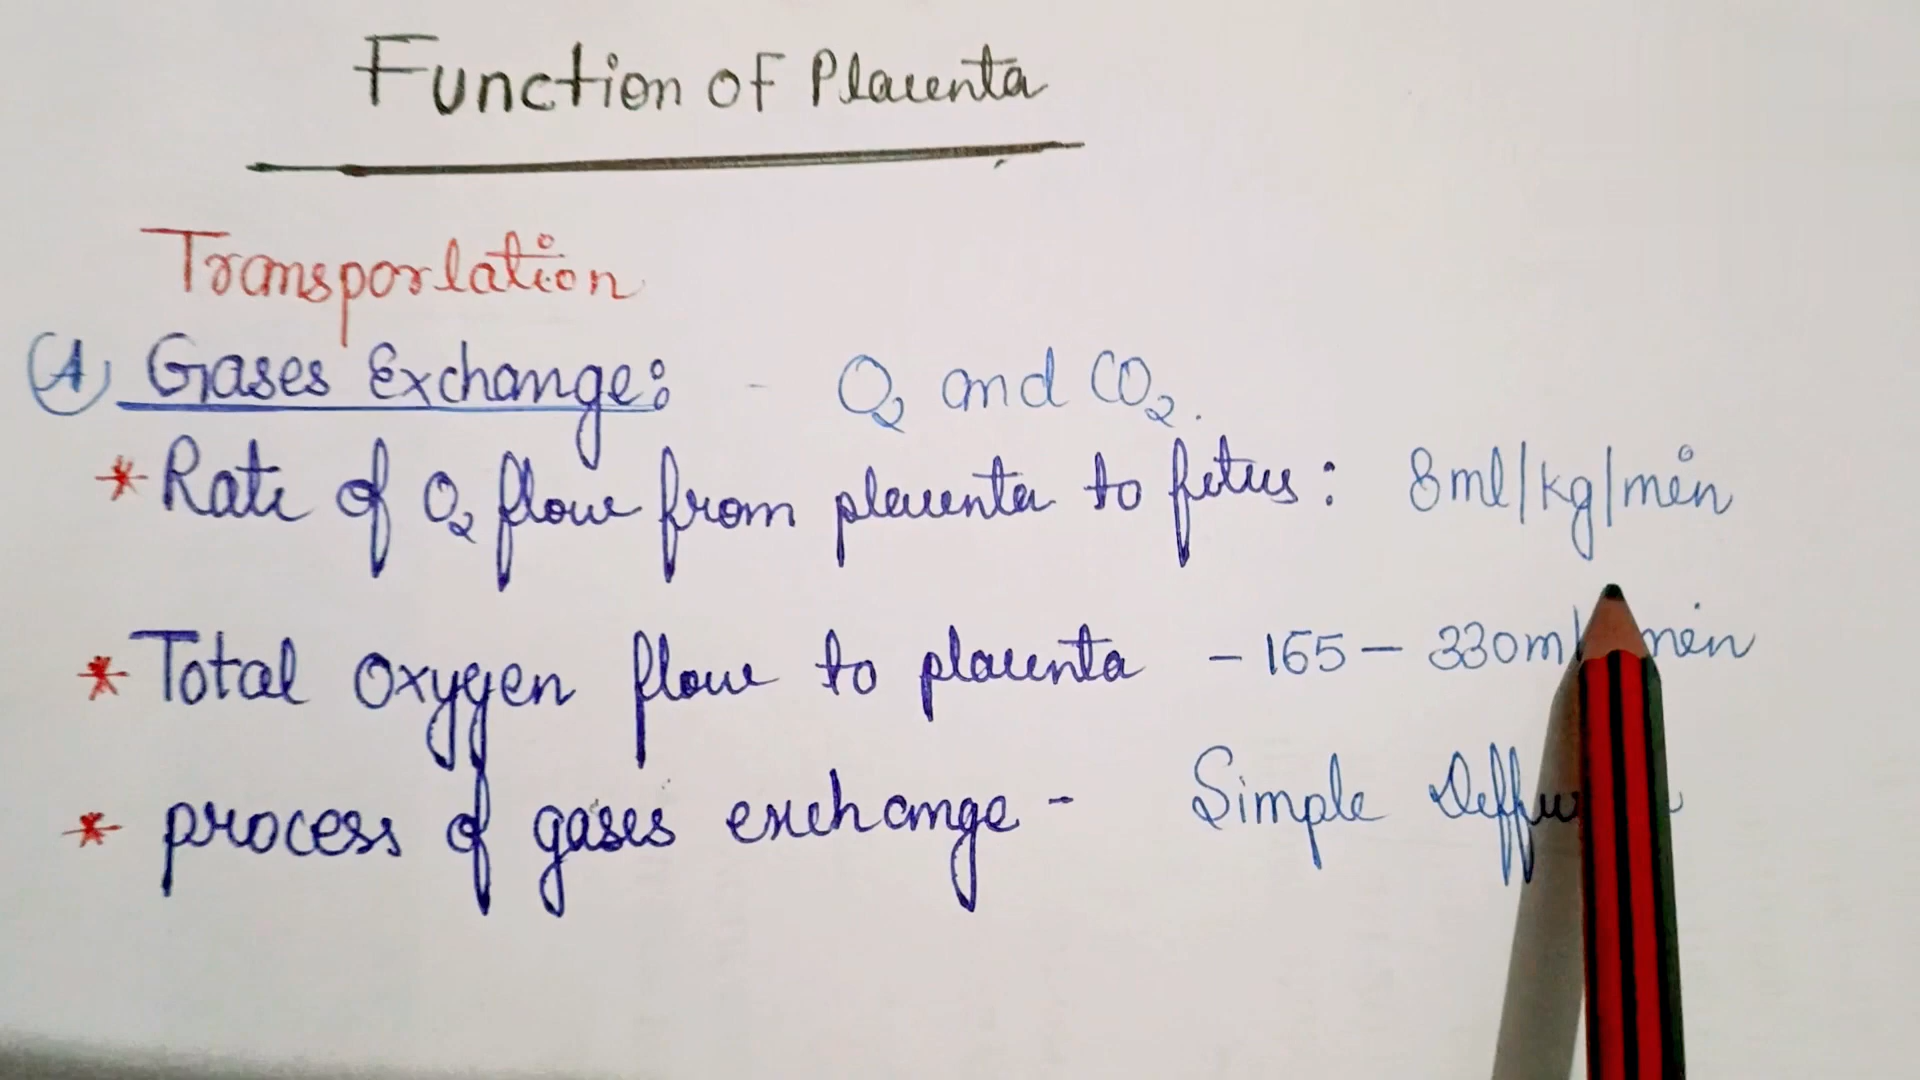 Function of Placenta
Transportation
A Gases Exchange: - O2 and CO2.
* Rate of O2 flow from placenta to fetus: 8ml/kg/min
* Total oxygen flow to placenta - 165 - 330ml/min
* process of gases exchange - Simple